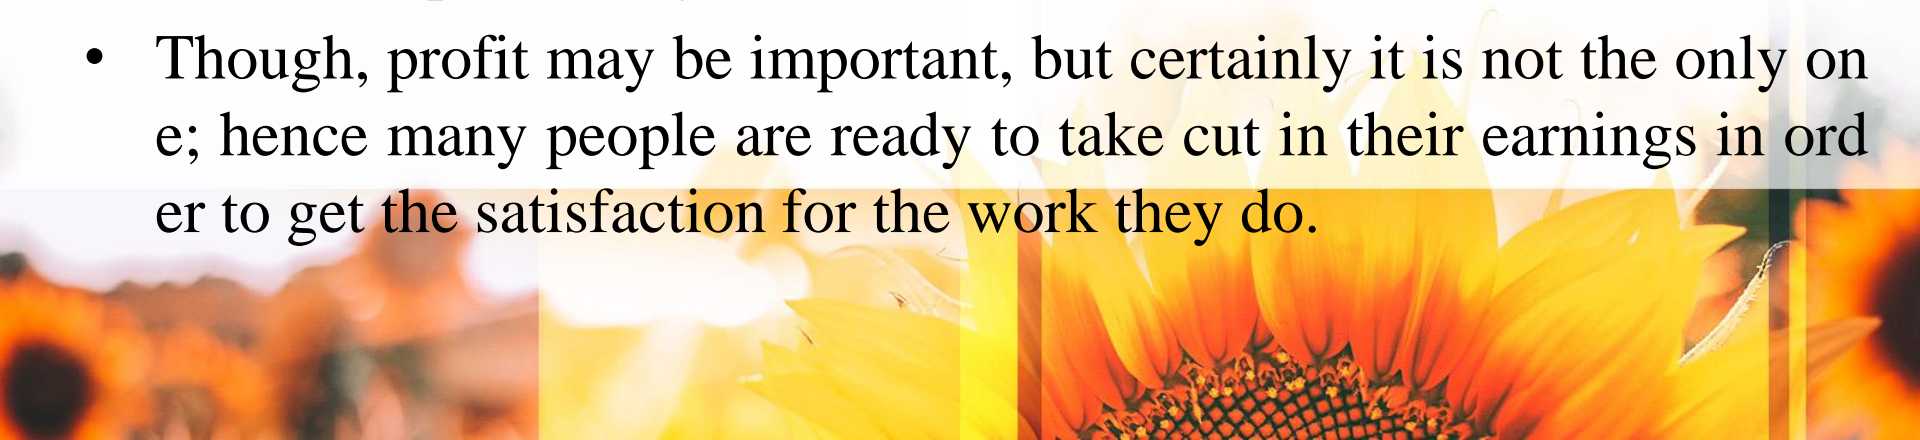 • Though, profit may be important, but certainly it is not the only on
e; hence many people are ready to take cut in their earnings in ord
er to get the satisfaction for the work they do.